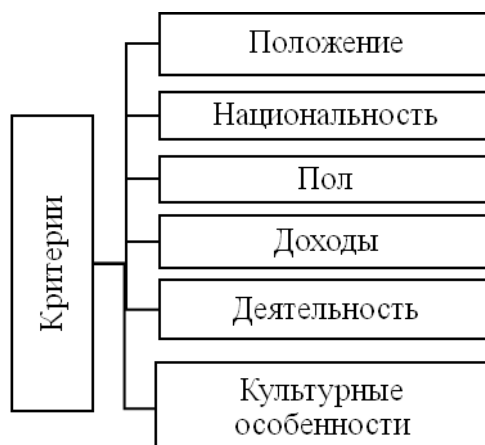 Положение
Национальность
Пол
Критерии
Доходы
Деятельность
Культурные
особенности